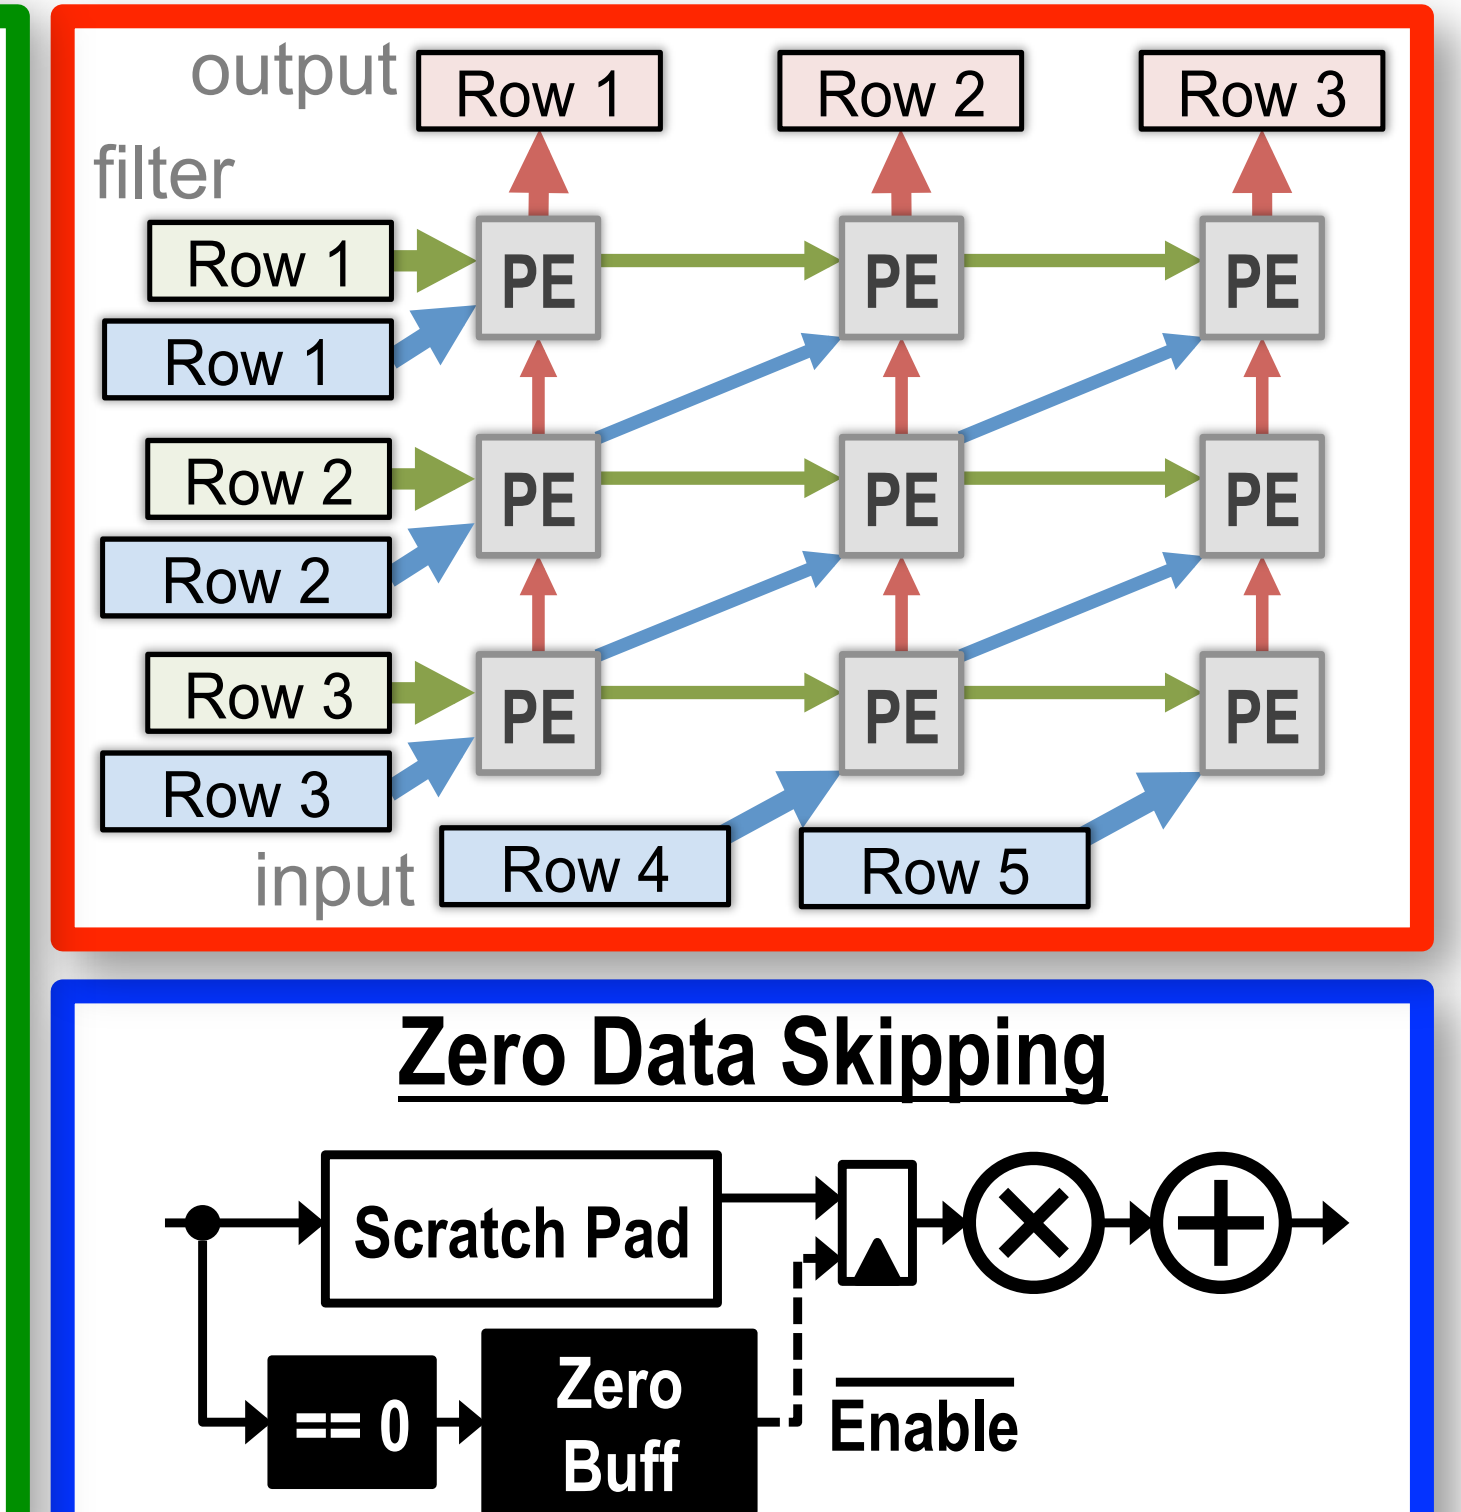 output
Row 1
Row 2
Row 3
filter
Row 1
PE
PE
PE
Row 1
Row 2
PE
PE
PE
Row 2
Row 3
PE
PE
PE
Row 3
input
Row 4
Row 5
Zero Data Skipping
Scratch Pad
== 0
Zero
Buff
Enable